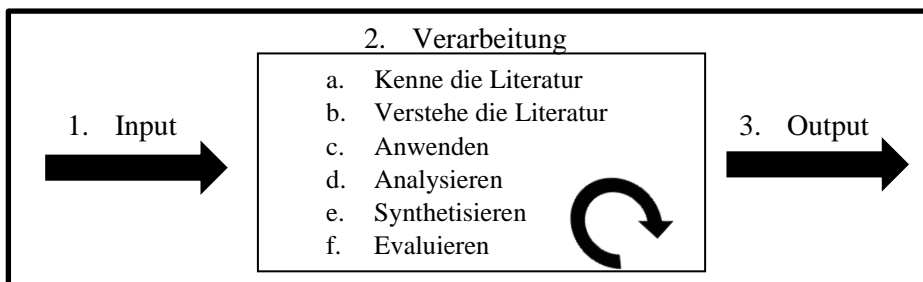 2. Verarbeitung
a. Kenne die Literatur
b. Verstehe die Literatur
1. Input
3. Output
c. Anwenden
d. Analysieren
e. Synthetisieren
f. Evaluieren